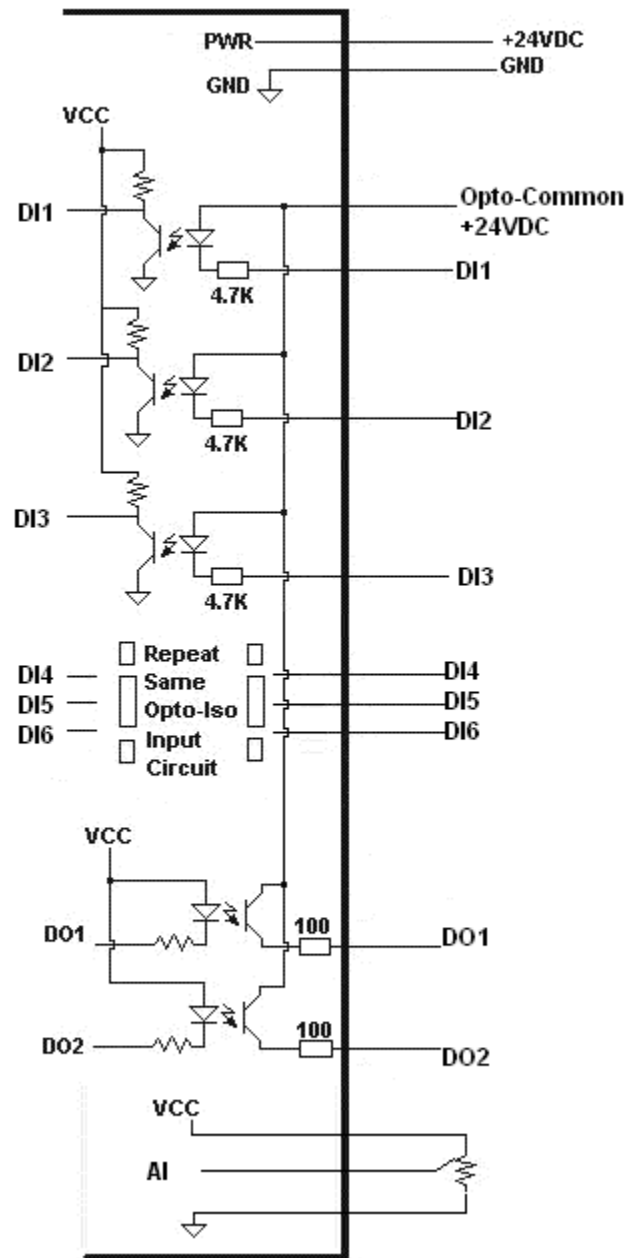 PWR
+24VDC
GND
GND
VCC
Opto-Common
+24VDC
DI1
DI1
4.7K
DI2
DI2
4.7K
DI3
DI3
4.7K
Repeat
DI4
Same
DI4
DI5
Opto-Iso
DI5
DI6
Input
DI6
Circuit
VCC
100
DO1
DO1
100
DO2
DO2
VCC
AI